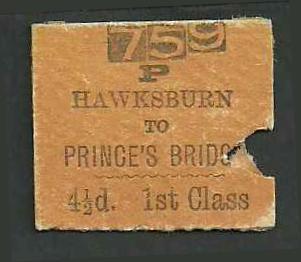 759
P
HAWKSBURN
TO
PRINCE'S BRIDG
4½d. 1st Class